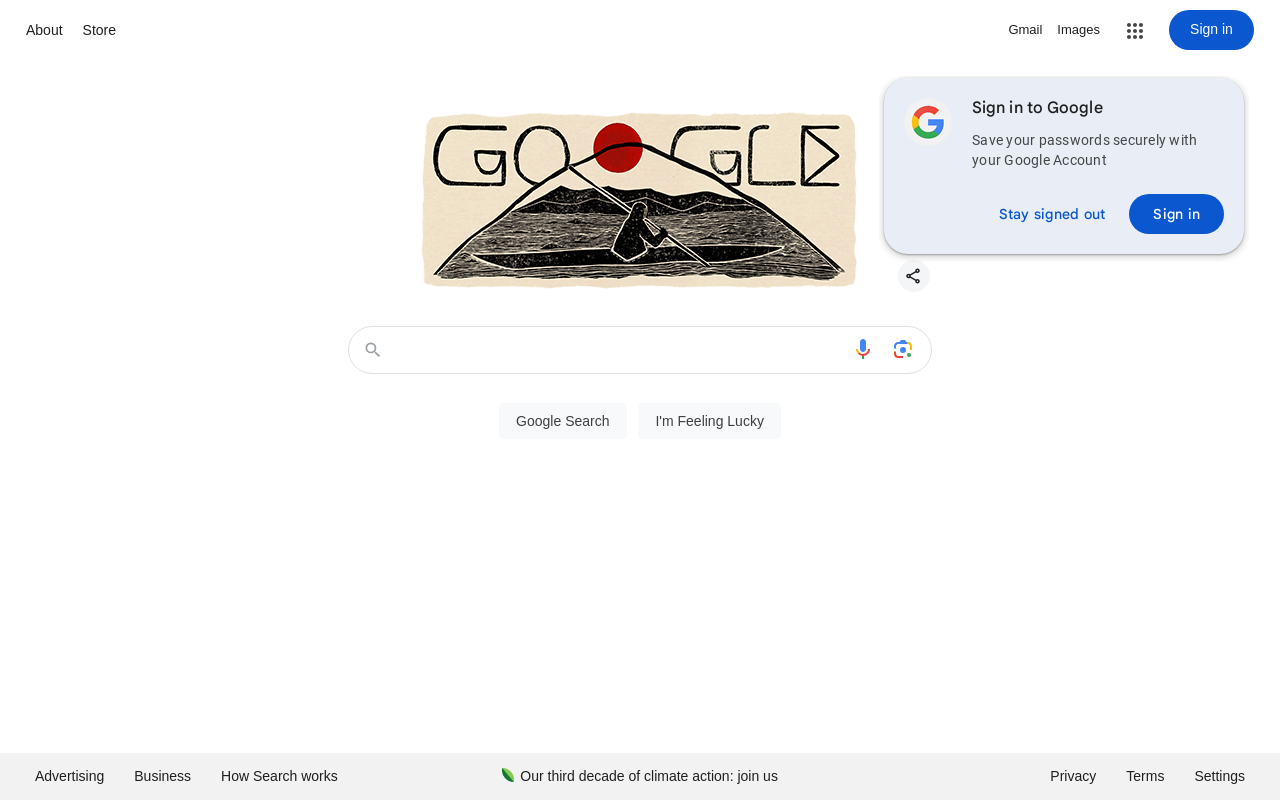 About Store
Gmail Images
Sign in
GOOGLE
Sign in to Google
Save your passwords securely with
your Google Account
Stay signed out
Sign in
Google Search
I'm Feeling Lucky
Advertising Business How Search works
Our third decade of climate action: join us
Privacy Terms Settings